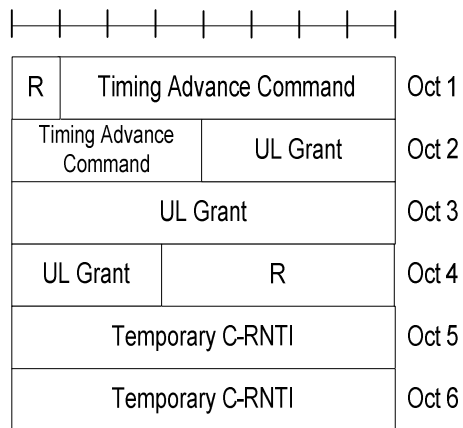 R Timing Advance Command Oct 1
Timing Advance
Command UL Grant Oct 2
UL Grant Oct 3
UL Grant R Oct 4
Temporary C-RNTI Oct 5
Temporary C-RNTI Oct 6